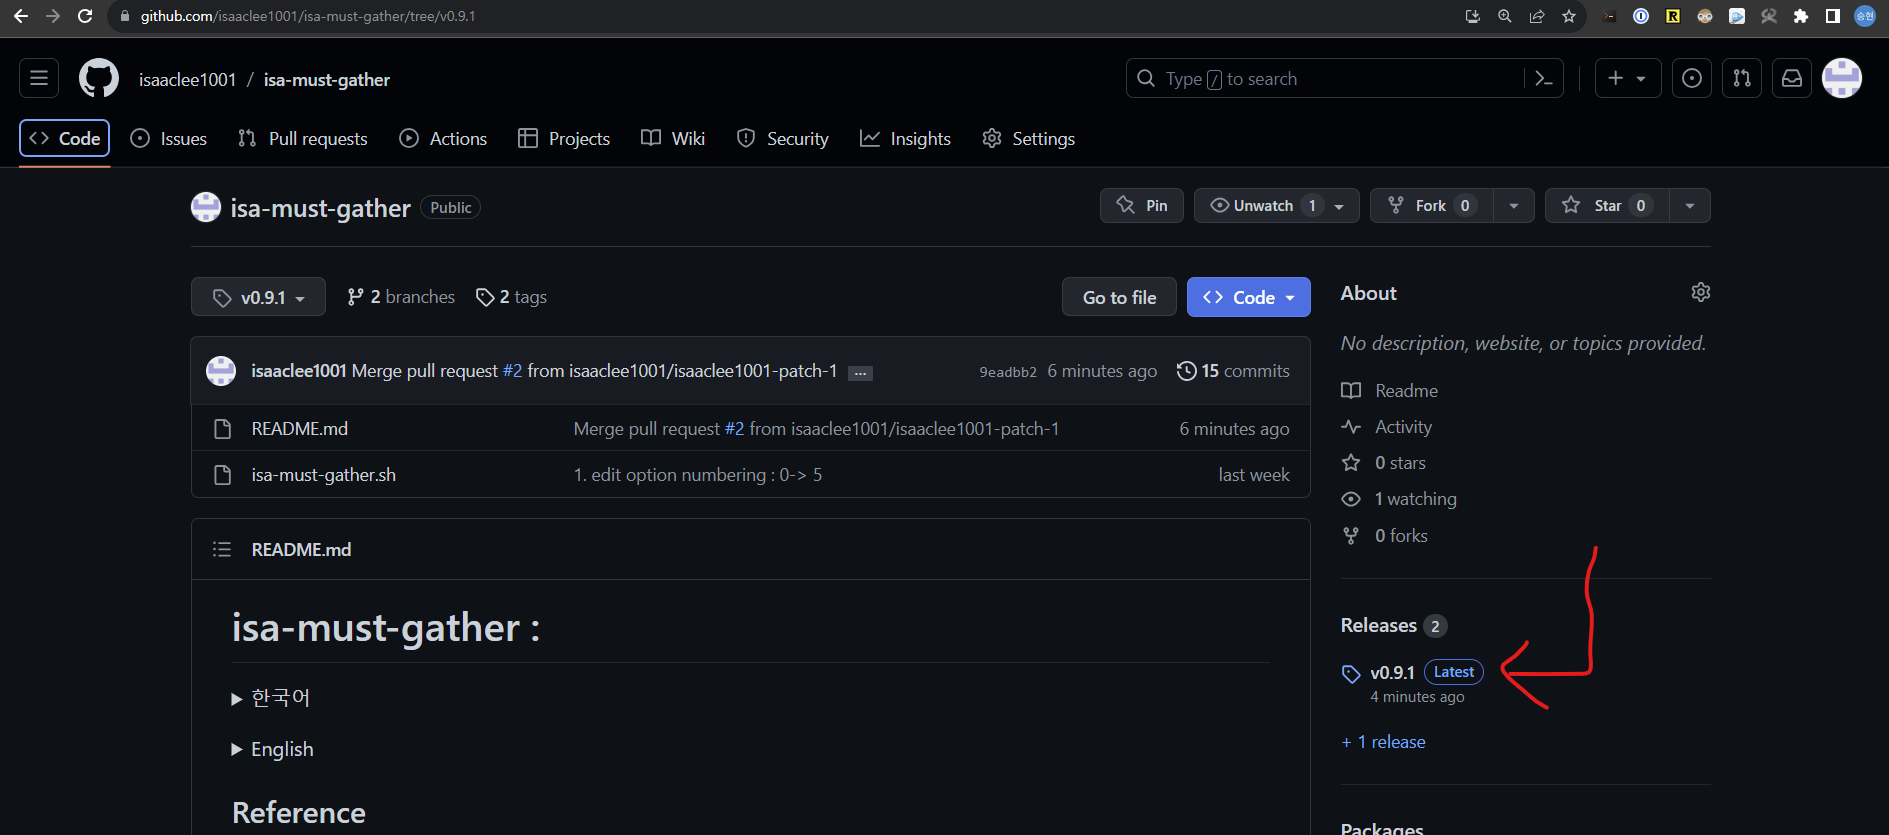 github.com/isaaclee1001/isa-must-gather/tree/v0.9.1
승현
isaaclee1001 / isa-must-gather
Type / to search
Code Issues Pull requests Actions Projects Wiki Security Insights Settings
isa-must-gather Public
Pin Unwatch 1 Fork 0 Star 0
v0.9.1 2 branches 2 tags Go to file Code
isaaclee1001 Merge pull request #2 from isaaclee1001/isaaclee1001-patch-1 ... 9eadbb2 6 minutes ago 15 commits
README.md Merge pull request #2 from isaaclee1001/isaaclee1001-patch-1 6 minutes ago
isa-must-gather.sh 1. edit option numbering : 0-> 5 last week
README.md
isa-must-gather :
한국어
English
Reference
About
No description, website, or topics provided.
Readme
Activity
0 stars
1 watching
0 forks
Releases 2
v0.9.1 Latest
4 minutes ago
+ 1 release
Packages